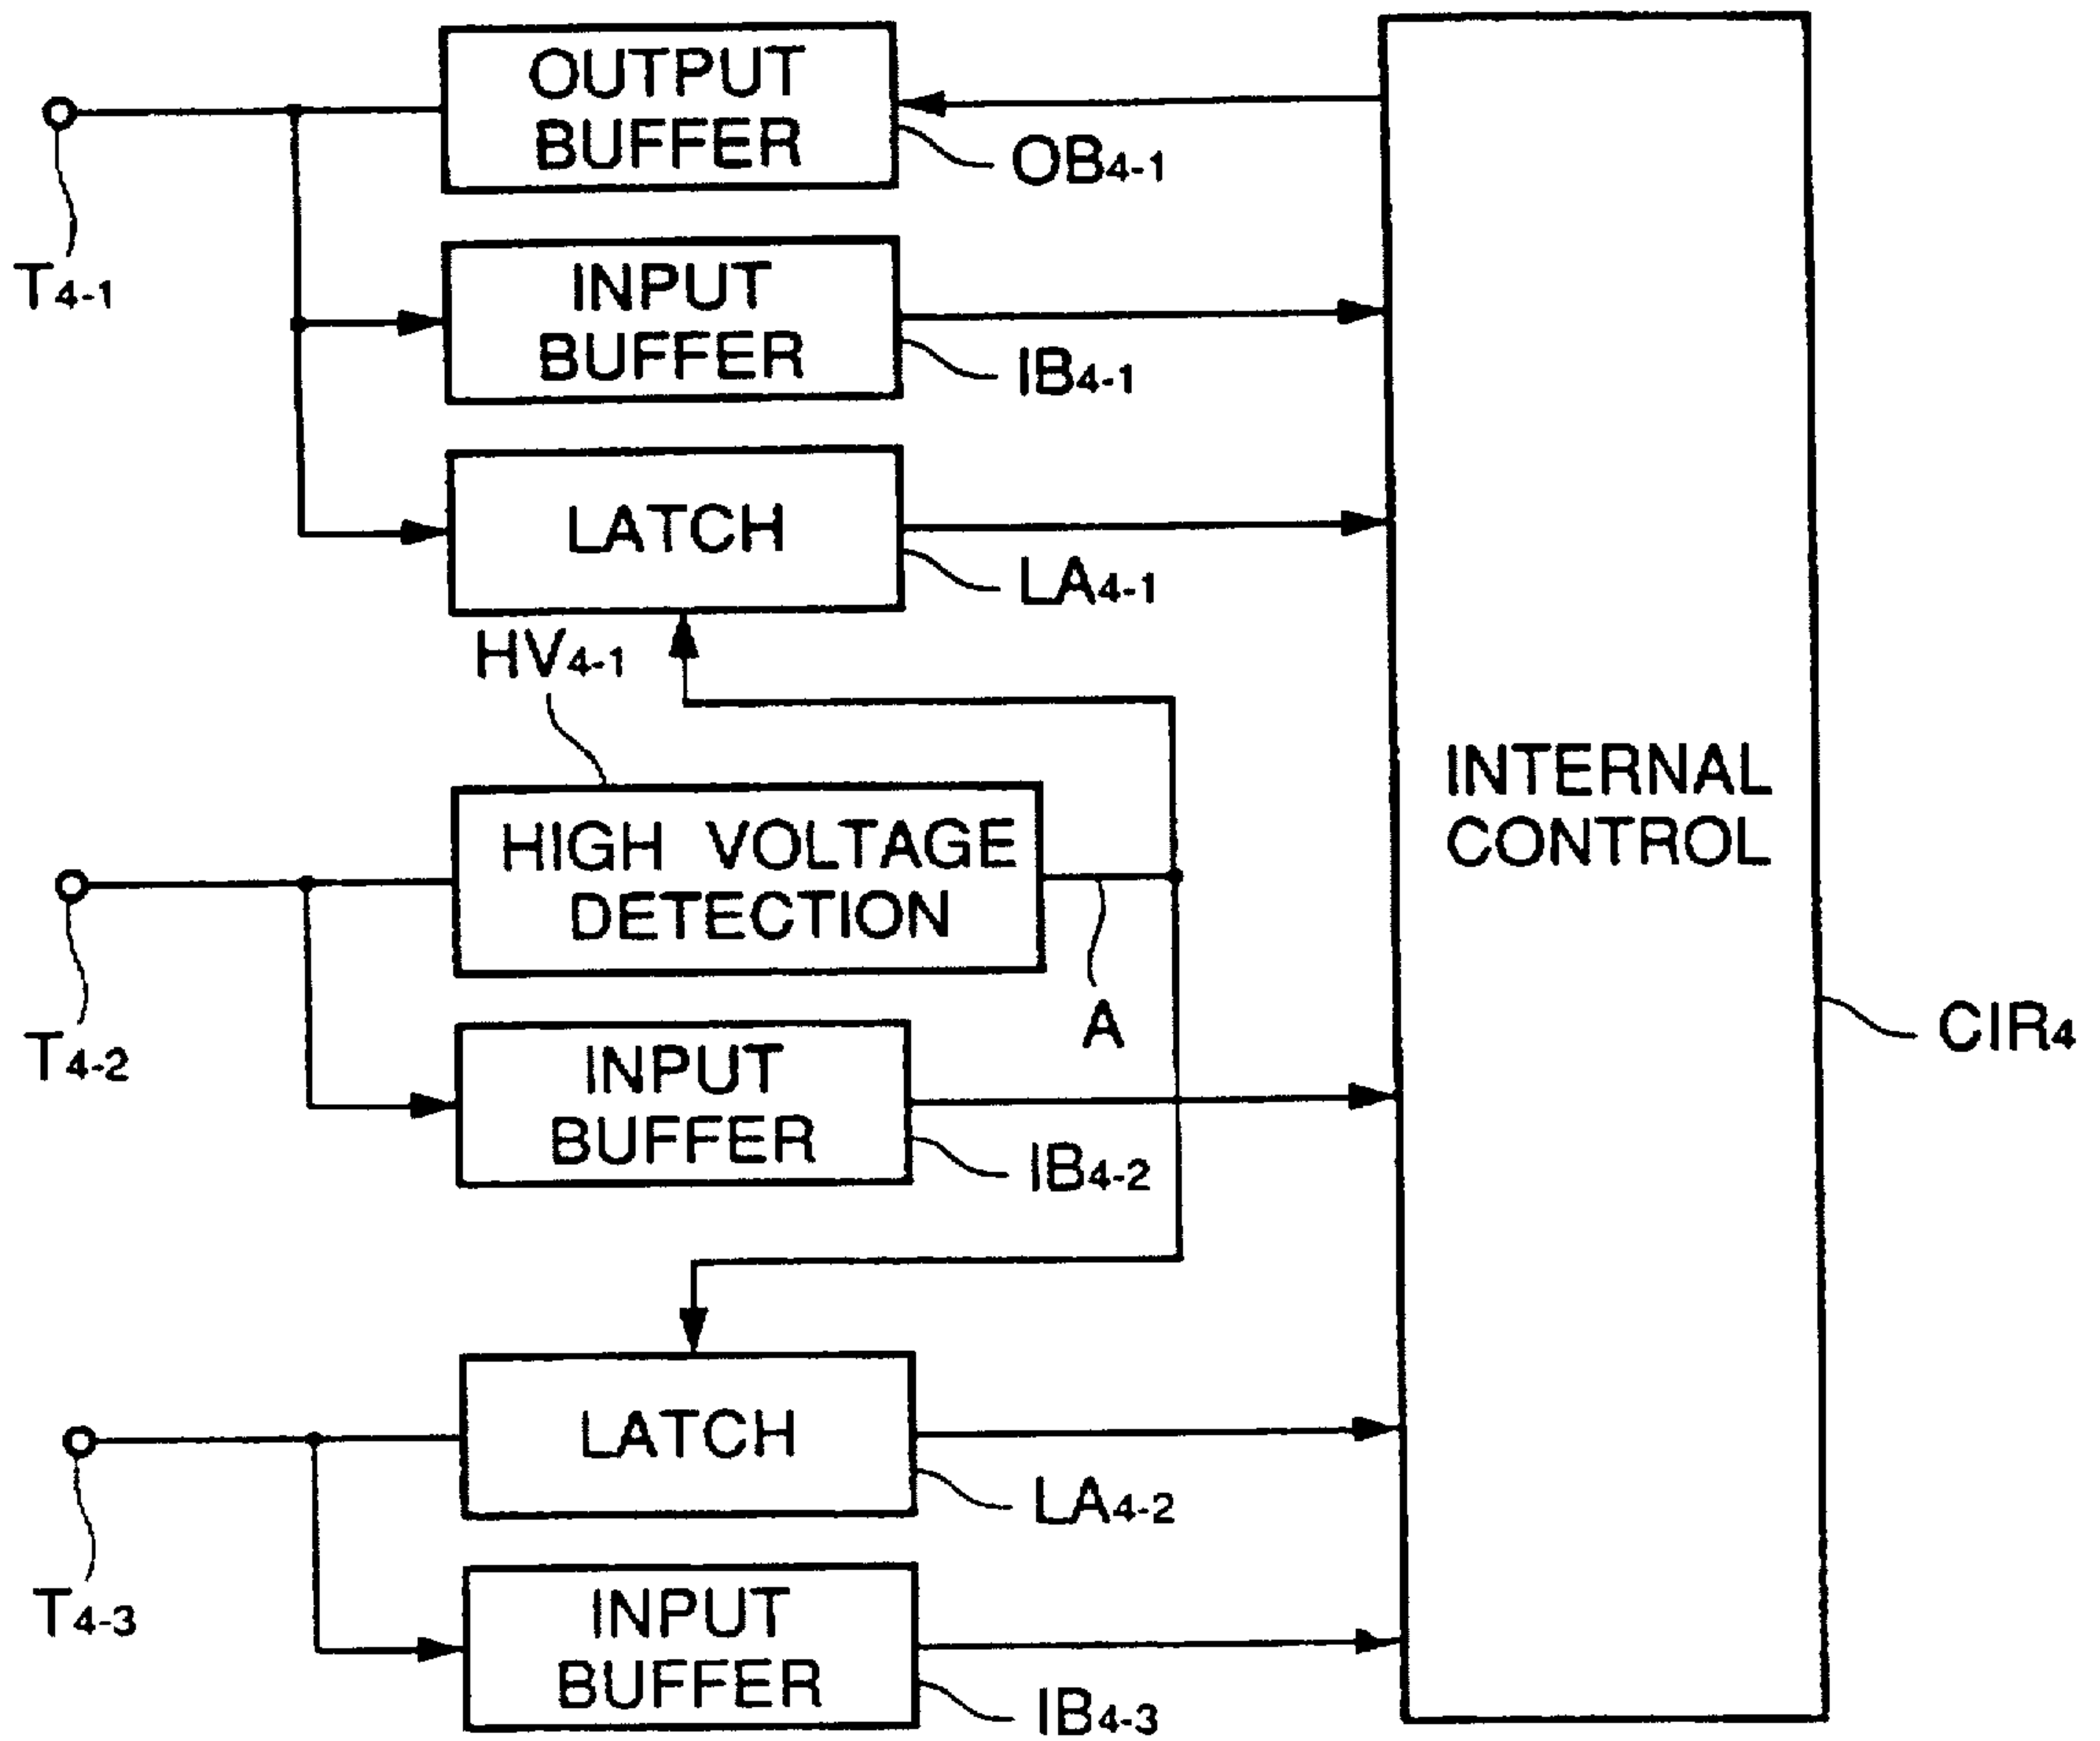 OUTPUT
BUFFER
OB4-1
T4-1
INPUT
BUFFER
IB4-1
LATCH
LA4-1
HV4-1
HIGH VOLTAGE
DETECTION
A
T4-2
INPUT
BUFFER
IB4-2
INTERNAL
CONTROL
CIR4
LATCH
LA4-2
T4-3
INPUT
BUFFER
IB4-3